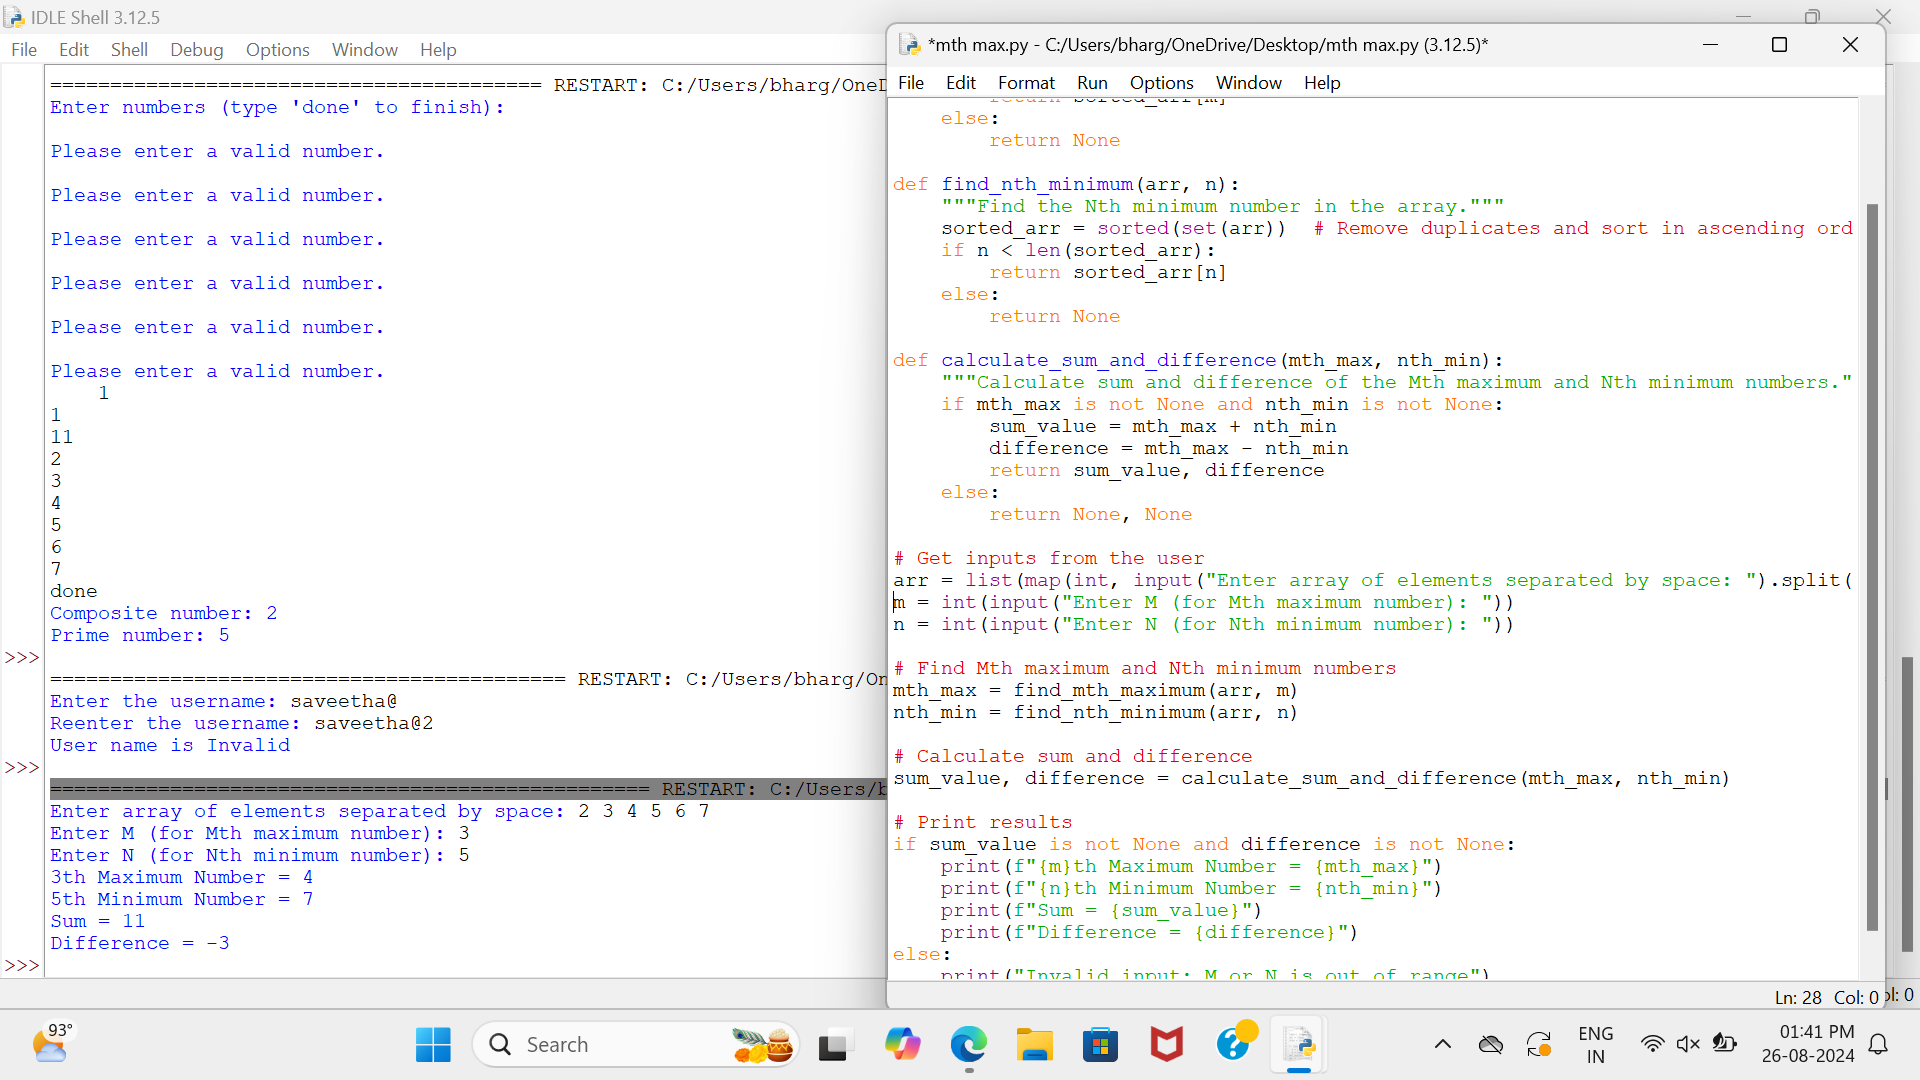 IDLE Shell 3.12.5
File Edit Shell Debug Options Window Help
========================================= RESTART: C:/Users/bharg/OneD
Enter numbers (type 'done' to finish):
Please enter a valid number.
Please enter a valid number.
Please enter a valid number.
Please enter a valid number.
Please enter a valid number.
Please enter a valid number.
    1
1
11
2
3
4
5
6
7
done
Composite number: 2
Prime number: 5
>>>
=========================================== RESTART: C:/Users/bharg/On
Enter the username: saveetha@
Reenter the username: saveetha@2
User name is Invalid
>>>
================================================== RESTART: C:/Users/b
Enter array of elements separated by space: 2 3 4 5 6 7
Enter M (for Mth maximum number): 3
Enter N (for Nth minimum number): 5
3th Maximum Number = 4
5th Minimum Number = 7
Sum = 11
Difference = -3
>>>
*mth max.py - C:/Users/bharg/OneDrive/Desktop/mth max.py (3.12.5)*
File Edit Format Run Options Window Help
        return sorted_arr[m]
    else:
        return None
def find_nth_minimum(arr, n):
    """Find the Nth minimum number in the array."""
    sorted_arr = sorted(set(arr))  # Remove duplicates and sort in ascending ord
    if n < len(sorted_arr):
        return sorted_arr[n]
    else:
        return None
def calculate_sum_and_difference(mth_max, nth_min):
    """Calculate sum and difference of the Mth maximum and Nth minimum numbers."
    if mth_max is not None and nth_min is not None:
        sum_value = mth_max + nth_min
        difference = mth_max - nth_min
        return sum_value, difference
    else:
        return None, None
# Get inputs from the user
arr = list(map(int, input("Enter array of elements separated by space: ").split(
m = int(input("Enter M (for Mth maximum number): "))
n = int(input("Enter N (for Nth minimum number): "))
# Find Mth maximum and Nth minimum numbers
mth_max = find_mth_maximum(arr, m)
nth_min = find_nth_minimum(arr, n)
# Calculate sum and difference
sum_value, difference = calculate_sum_and_difference(mth_max, nth_min)
# Print results
if sum_value is not None and difference is not None:
    print(f"{m}th Maximum Number = {mth_max}")
    print(f"{n}th Minimum Number = {nth_min}")
    print(f"Sum = {sum_value}")
    print(f"Difference = {difference}")
else:
    print("Invalid input: M or N is out of range")
Ln: 28 Col: 0
ol: 0
93°
Search
ENG
IN
01:41 PM
26-08-2024